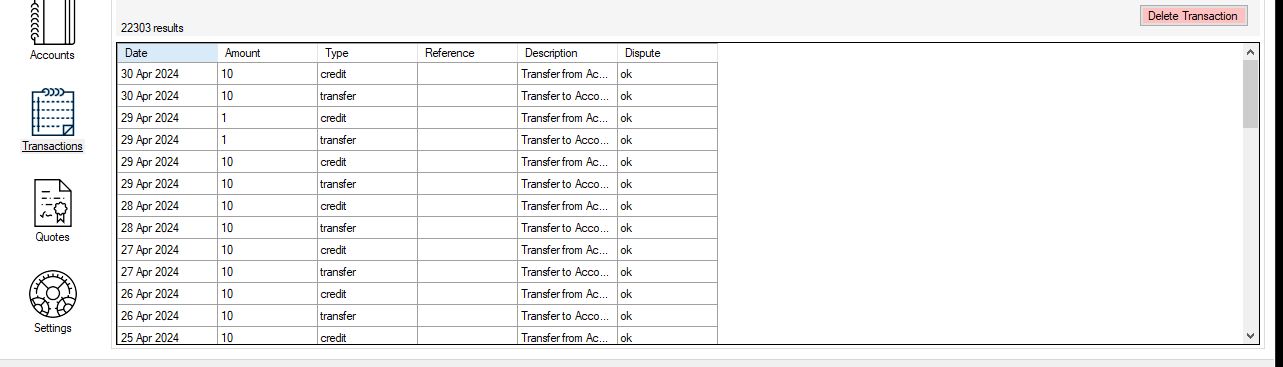 Delete Transaction
22303 results
Accounts
Date Amount Type Reference Description Dispute
30 Apr 2024 10 credit Transfer from Ac... ok
30 Apr 2024 10 transfer Transfer to Acco... ok
29 Apr 2024 1 credit Transfer from Ac... ok
29 Apr 2024 1 transfer Transfer to Acco... ok
Transactions
29 Apr 2024 10 credit Transfer from Ac... ok
29 Apr 2024 10 transfer Transfer to Acco... ok
28 Apr 2024 10 credit Transfer from Ac... ok
28 Apr 2024 10 transfer Transfer to Acco... ok
Quotes
27 Apr 2024 10 credit Transfer from Ac... ok
27 Apr 2024 10 transfer Transfer to Acco... ok
26 Apr 2024 10 credit Transfer from Ac... ok
26 Apr 2024 10 transfer Transfer to Acco... ok
Settings
25 Apr 2024 10 credit Transfer from Ac... ok